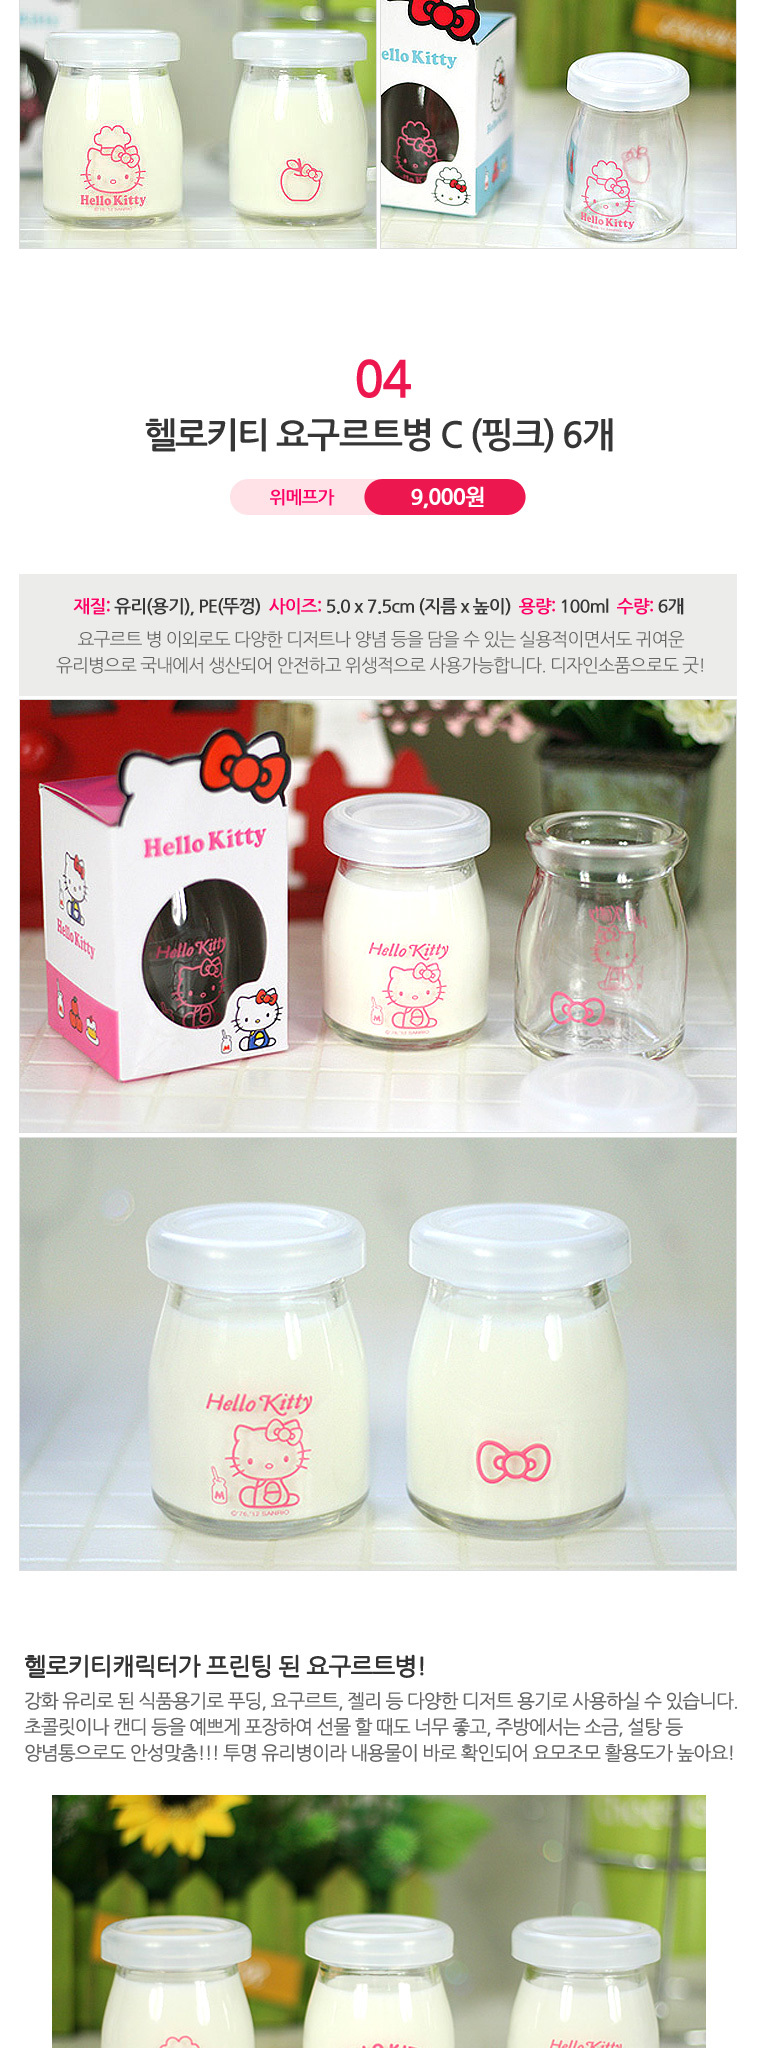 Hello Kitty
ello Kitty
Hello Kitty
04
헬로키티 요구르트병 C (핑크) 6개
위메프가 9,000원
재질: 유리(용기), PE(뚜껑) 사이즈: 5.0 x 7.5cm (지름 x 높이) 용량: 100ml 수량: 6개
요구르트 병 이외로도 다양한 디저트나 양념 등을 담을 수 있는 실용적이면서도 귀여운
유리병으로 국내에서 생산되어 안전하고 위생적으로 사용가능합니다. 디자인소품으로도 굿!
Hello Kitty
Hello Kitty
Hello Kitty
Hello Kitty
M
Hello Kitty
M
©'76,'12 SANRIO
헬로키티캐릭터가 프린팅 된 요구르트병!
강화 유리로 된 식품용기로 푸딩, 요구르트, 젤리 등 다양한 디저트 용기로 사용하실 수 있습니다.
초콜릿이나 캔디 등을 예쁘게 포장하여 선물 할 때도 너무 좋고, 주방에서는 소금, 설탕 등
양념통으로도 안성맞춤!!! 투명 유리병이라 내용물이 바로 확인되어 요모조모 활용도가 높아요!
Hello Kitty